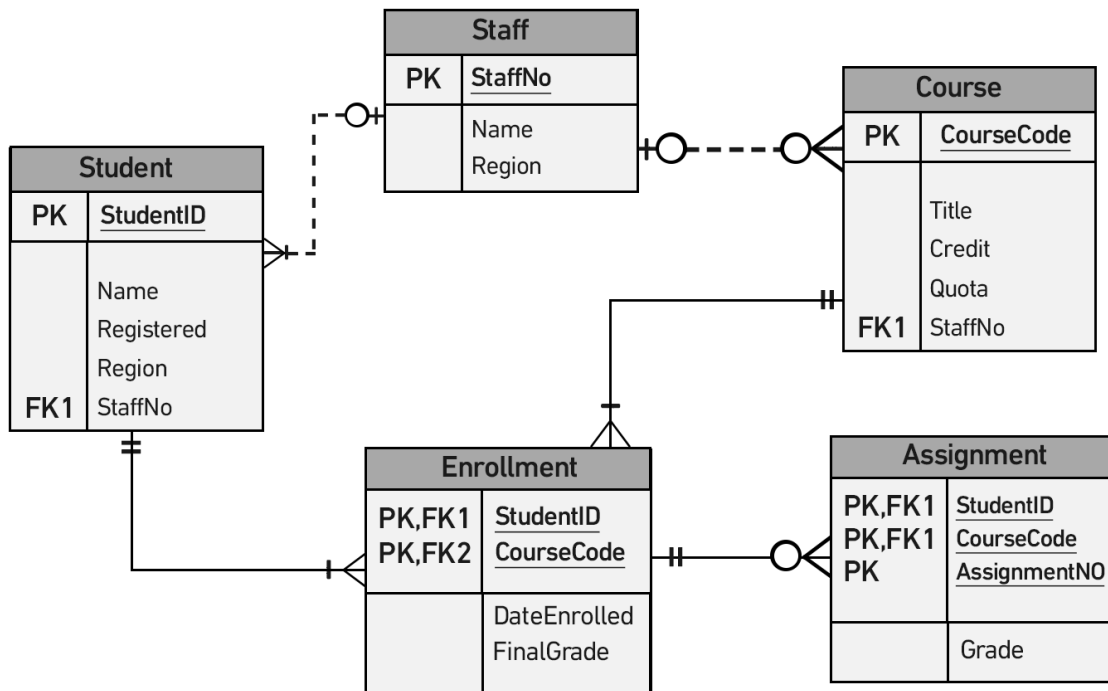 Staff
PK StaffNo
Name
Region
Course
PK CourseCode
Title
Credit
Quota
FK1 StaffNo
Student
PK StudentID
Name
Registered
Region
FK1 StaffNo
Enrollment
PK,FK1 StudentID
PK,FK2 CourseCode
DateEnrolled
FinalGrade
Assignment
PK,FK1 StudentID
PK,FK1 CourseCode
PK AssignmentNO
Grade